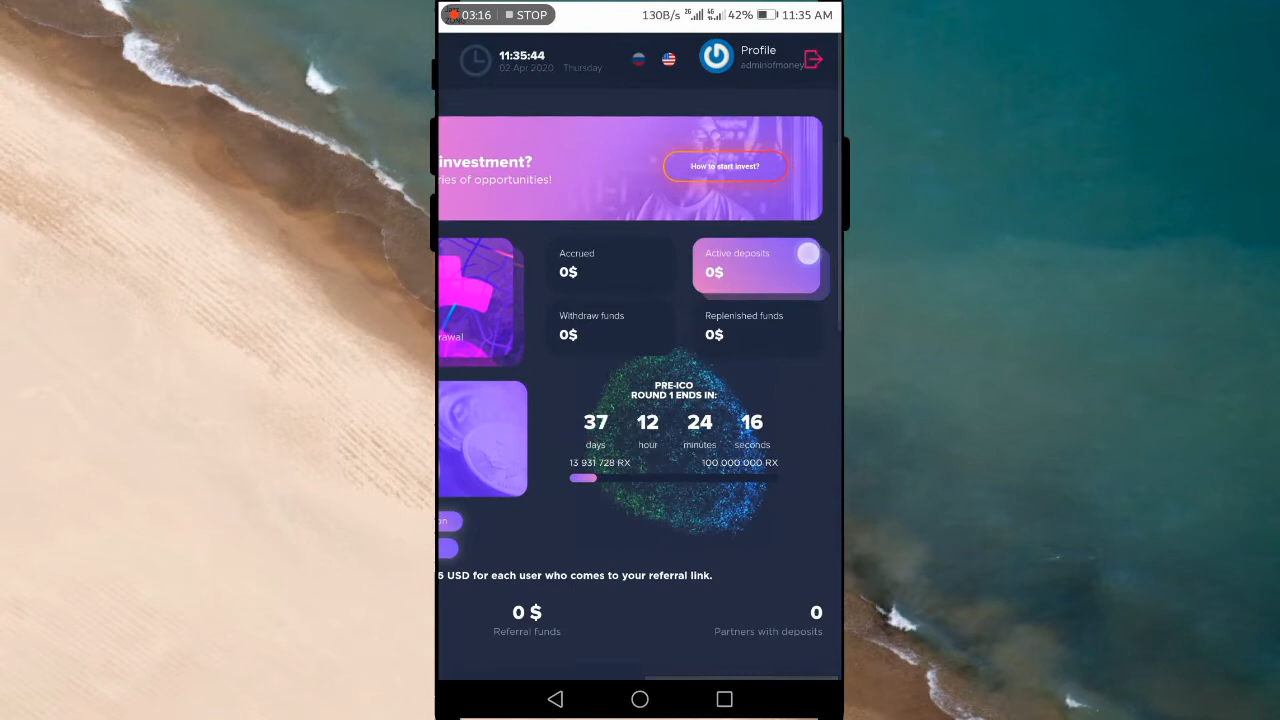 03:16 STOP 130B/s 42% 11:35 AM
11:35:44
02 Apr 2020 Thursday
Profile
adminofmoney
investment?
ries of opportunities!
How to start invest?
Accrued
0$
Active deposits
0$
Withdraw funds
0$
Replenished funds
0$
rawal
PRE-ICO
ROUND 1 ENDS IN:
37 12 24 16
days hour minutes seconds
13 931 728 RX 100 000 000 RX
on
USD for each user who comes to your referral link.
0 $
Referral funds
0
Partners with deposits